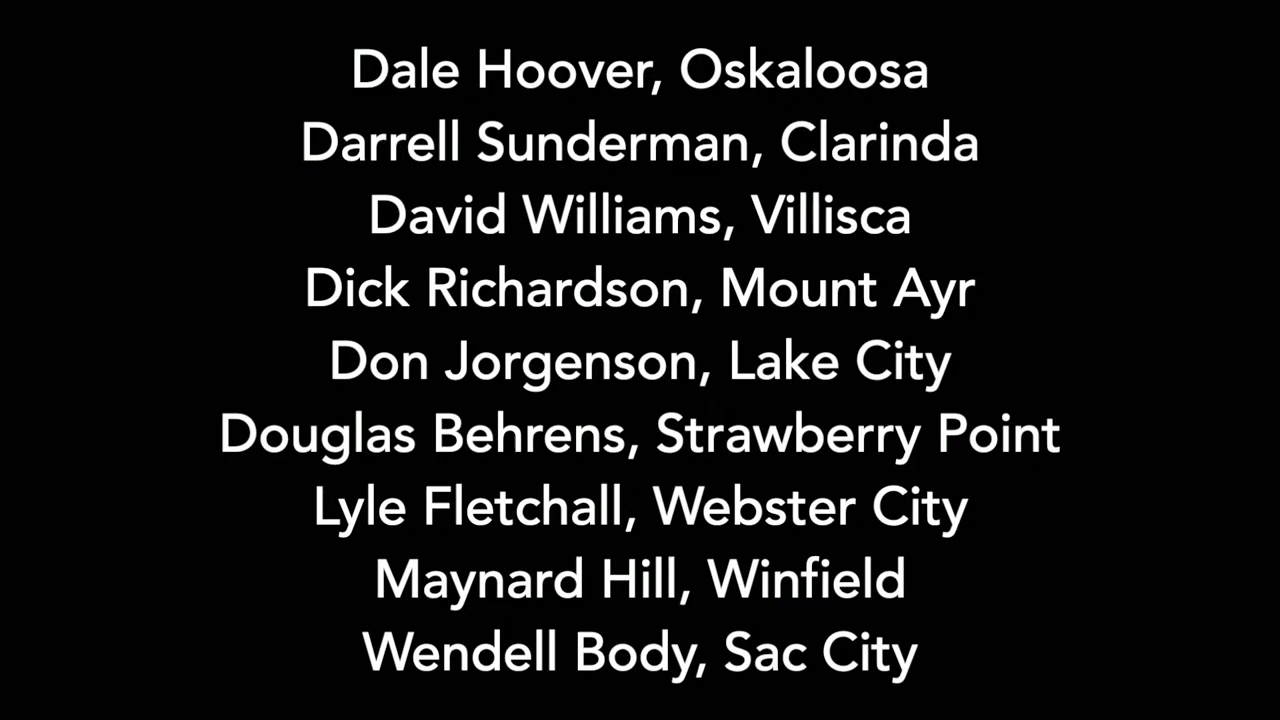 Dale Hoover, Oskaloosa
Darrell Sunderman, Clarinda
David Williams, Villisca
Dick Richardson, Mount Ayr
Don Jorgenson, Lake City
Douglas Behrens, Strawberry Point
Lyle Fletchall, Webster City
Maynard Hill, Winfield
Wendell Body, Sac City